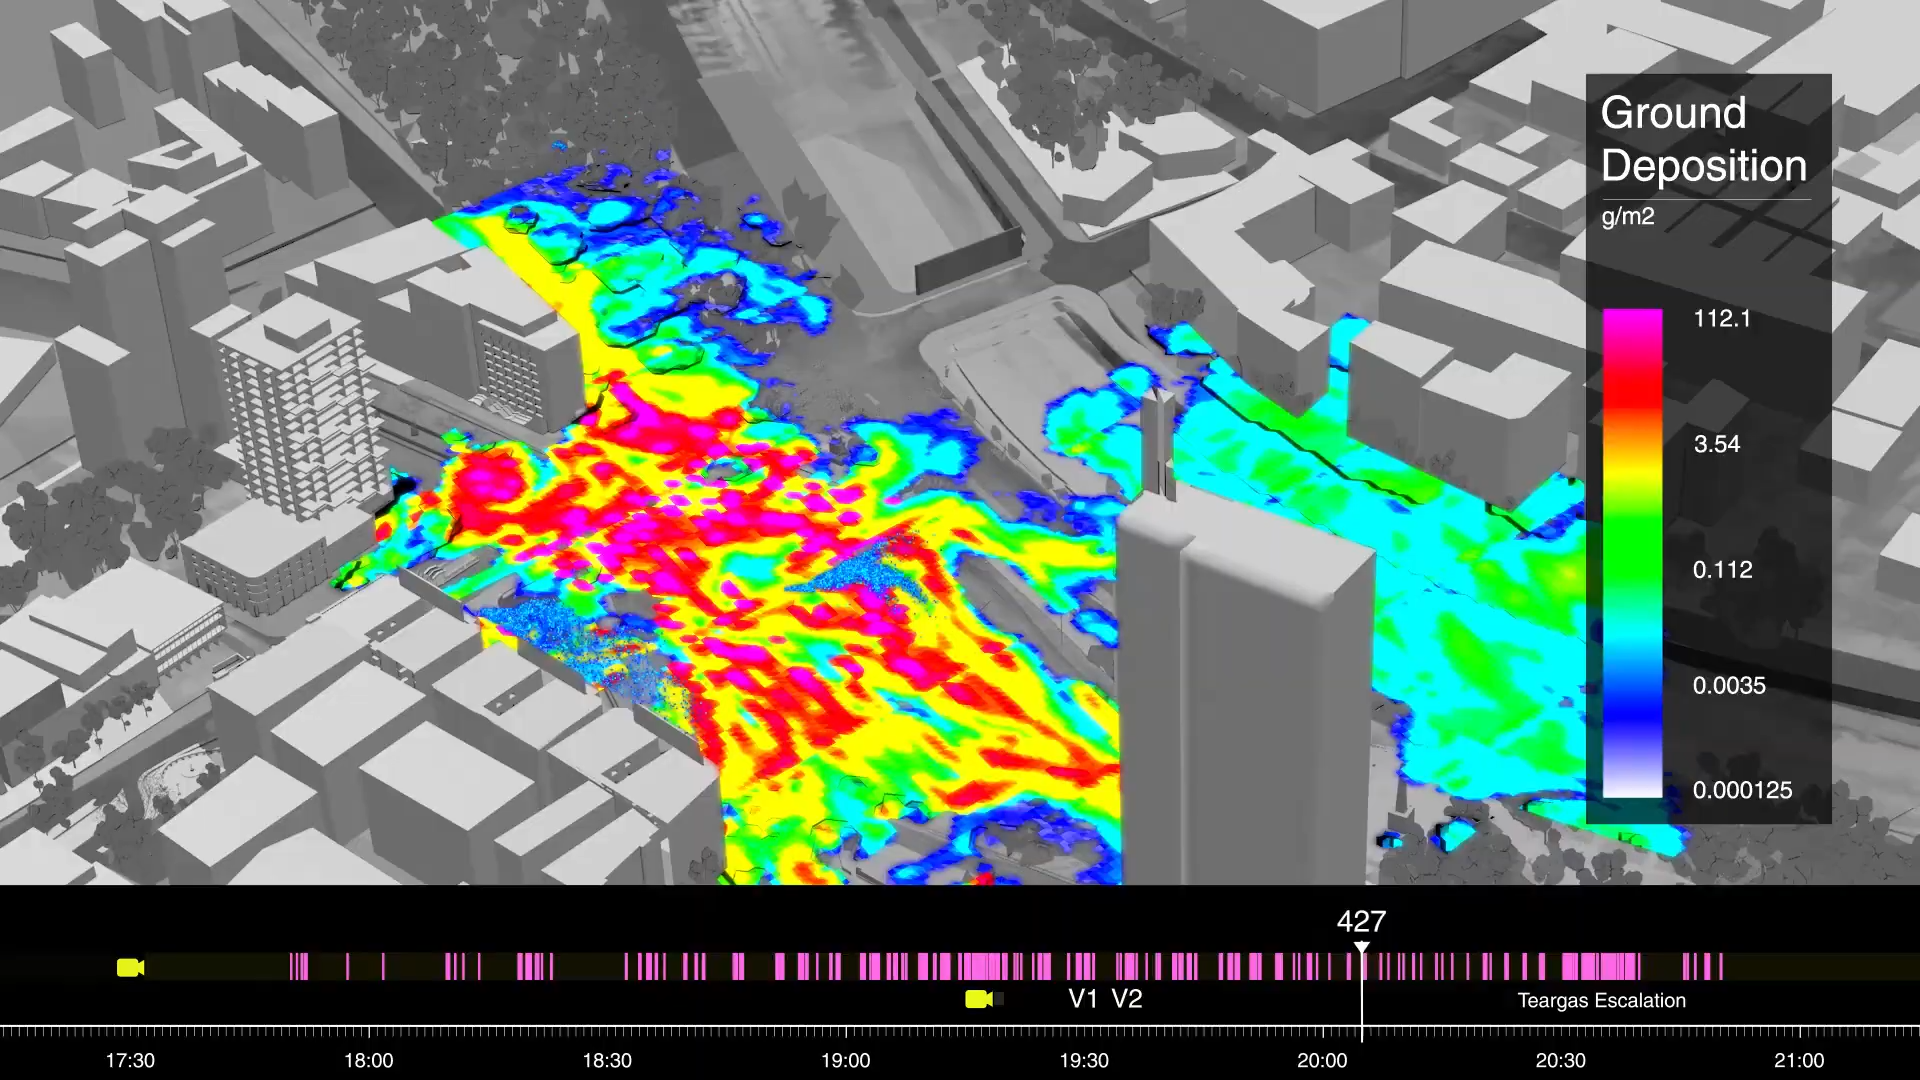 Ground
Deposition
g/m2
112.1
3.54
0.112
0.0035
0.000125
427
V1 V2
Teargas Escalation
17:30 18:00 18:30 19:00 19:30 20:00 20:30 21:00